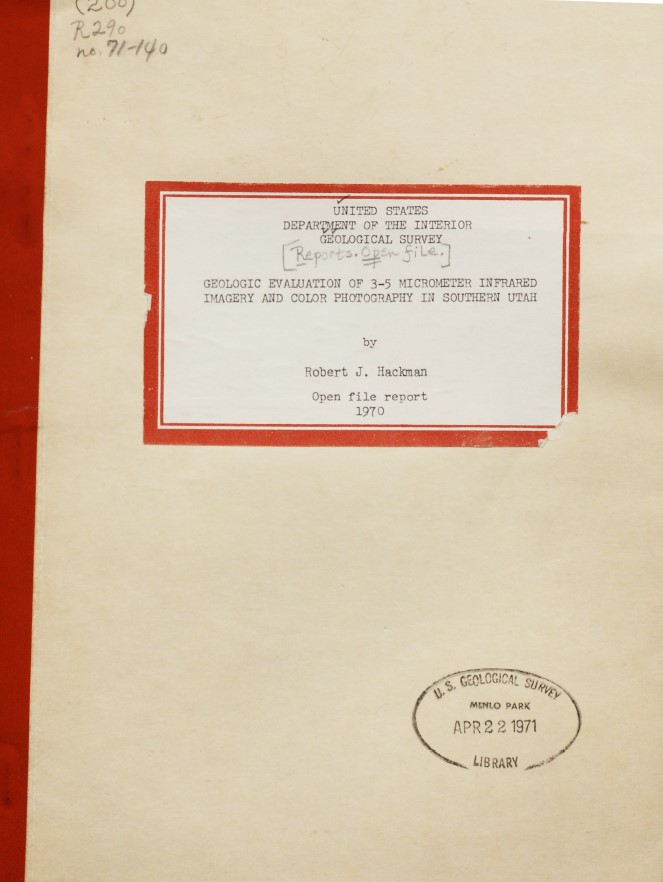 (200)
R290
no. 71-140
UNITED STATES
DEPARTMENT OF THE INTERIOR
GEOLOGICAL SURVEY
[Reports. Open file.]
GEOLOGIC EVALUATION OF 3-5 MICROMETER INFRARED
IMAGERY AND COLOR PHOTOGRAPHY IN SOUTHERN UTAH
by
Robert J. Hackman
Open file report
1970
U. S. GEOLOGICAL SURVEY
MENLO PARK
APR 22 1971
LIBRARY